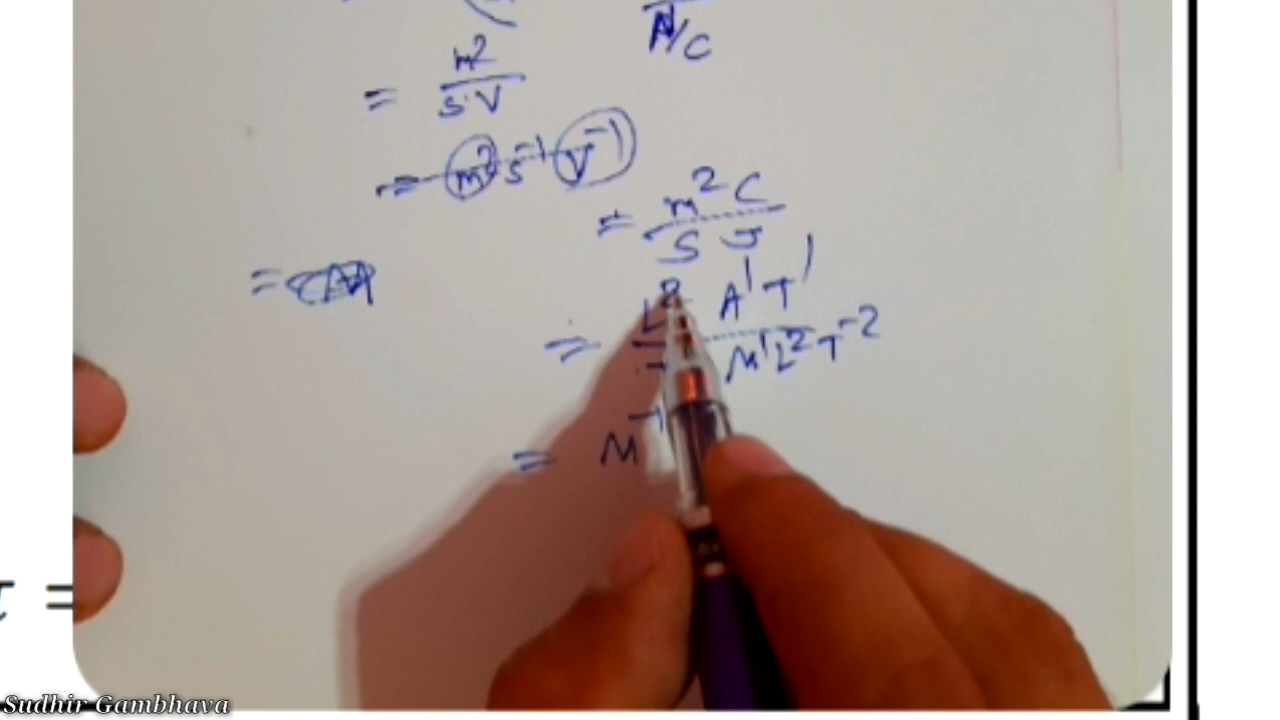 N/C
= m²/S·V
= m² S⁻¹ V⁻¹
= m² C / S J
= L² A¹ T¹ / T M¹ L² T⁻²
= M⁻¹
τ =
Sudhir Gambhava